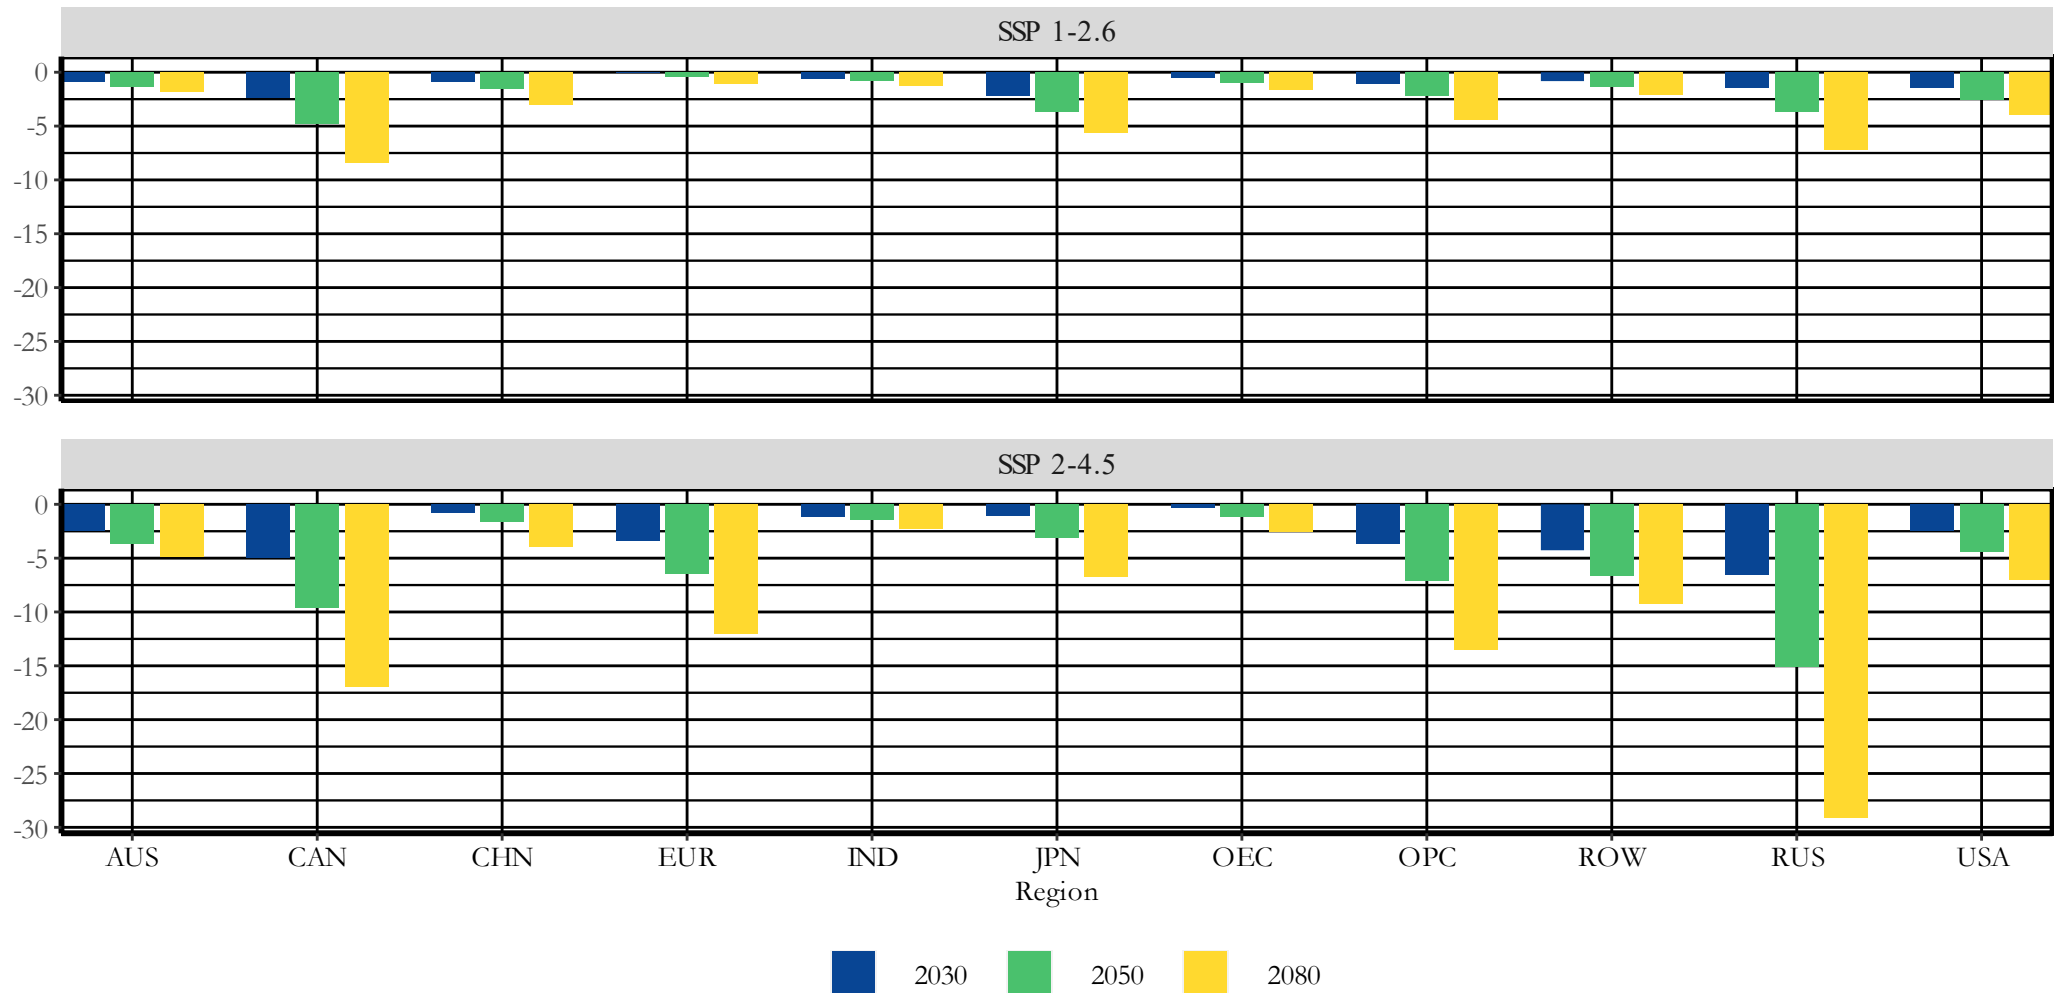 SSP 1-2.6
0
-5
-10
-15
-20
-25
-30
SSP 2-4.5
0
-5
-10
-15
-20
-25
-30
AUS CAN CHN EUR IND JPN OEC OPC ROW RUS USA
Region
2030 2050 2080